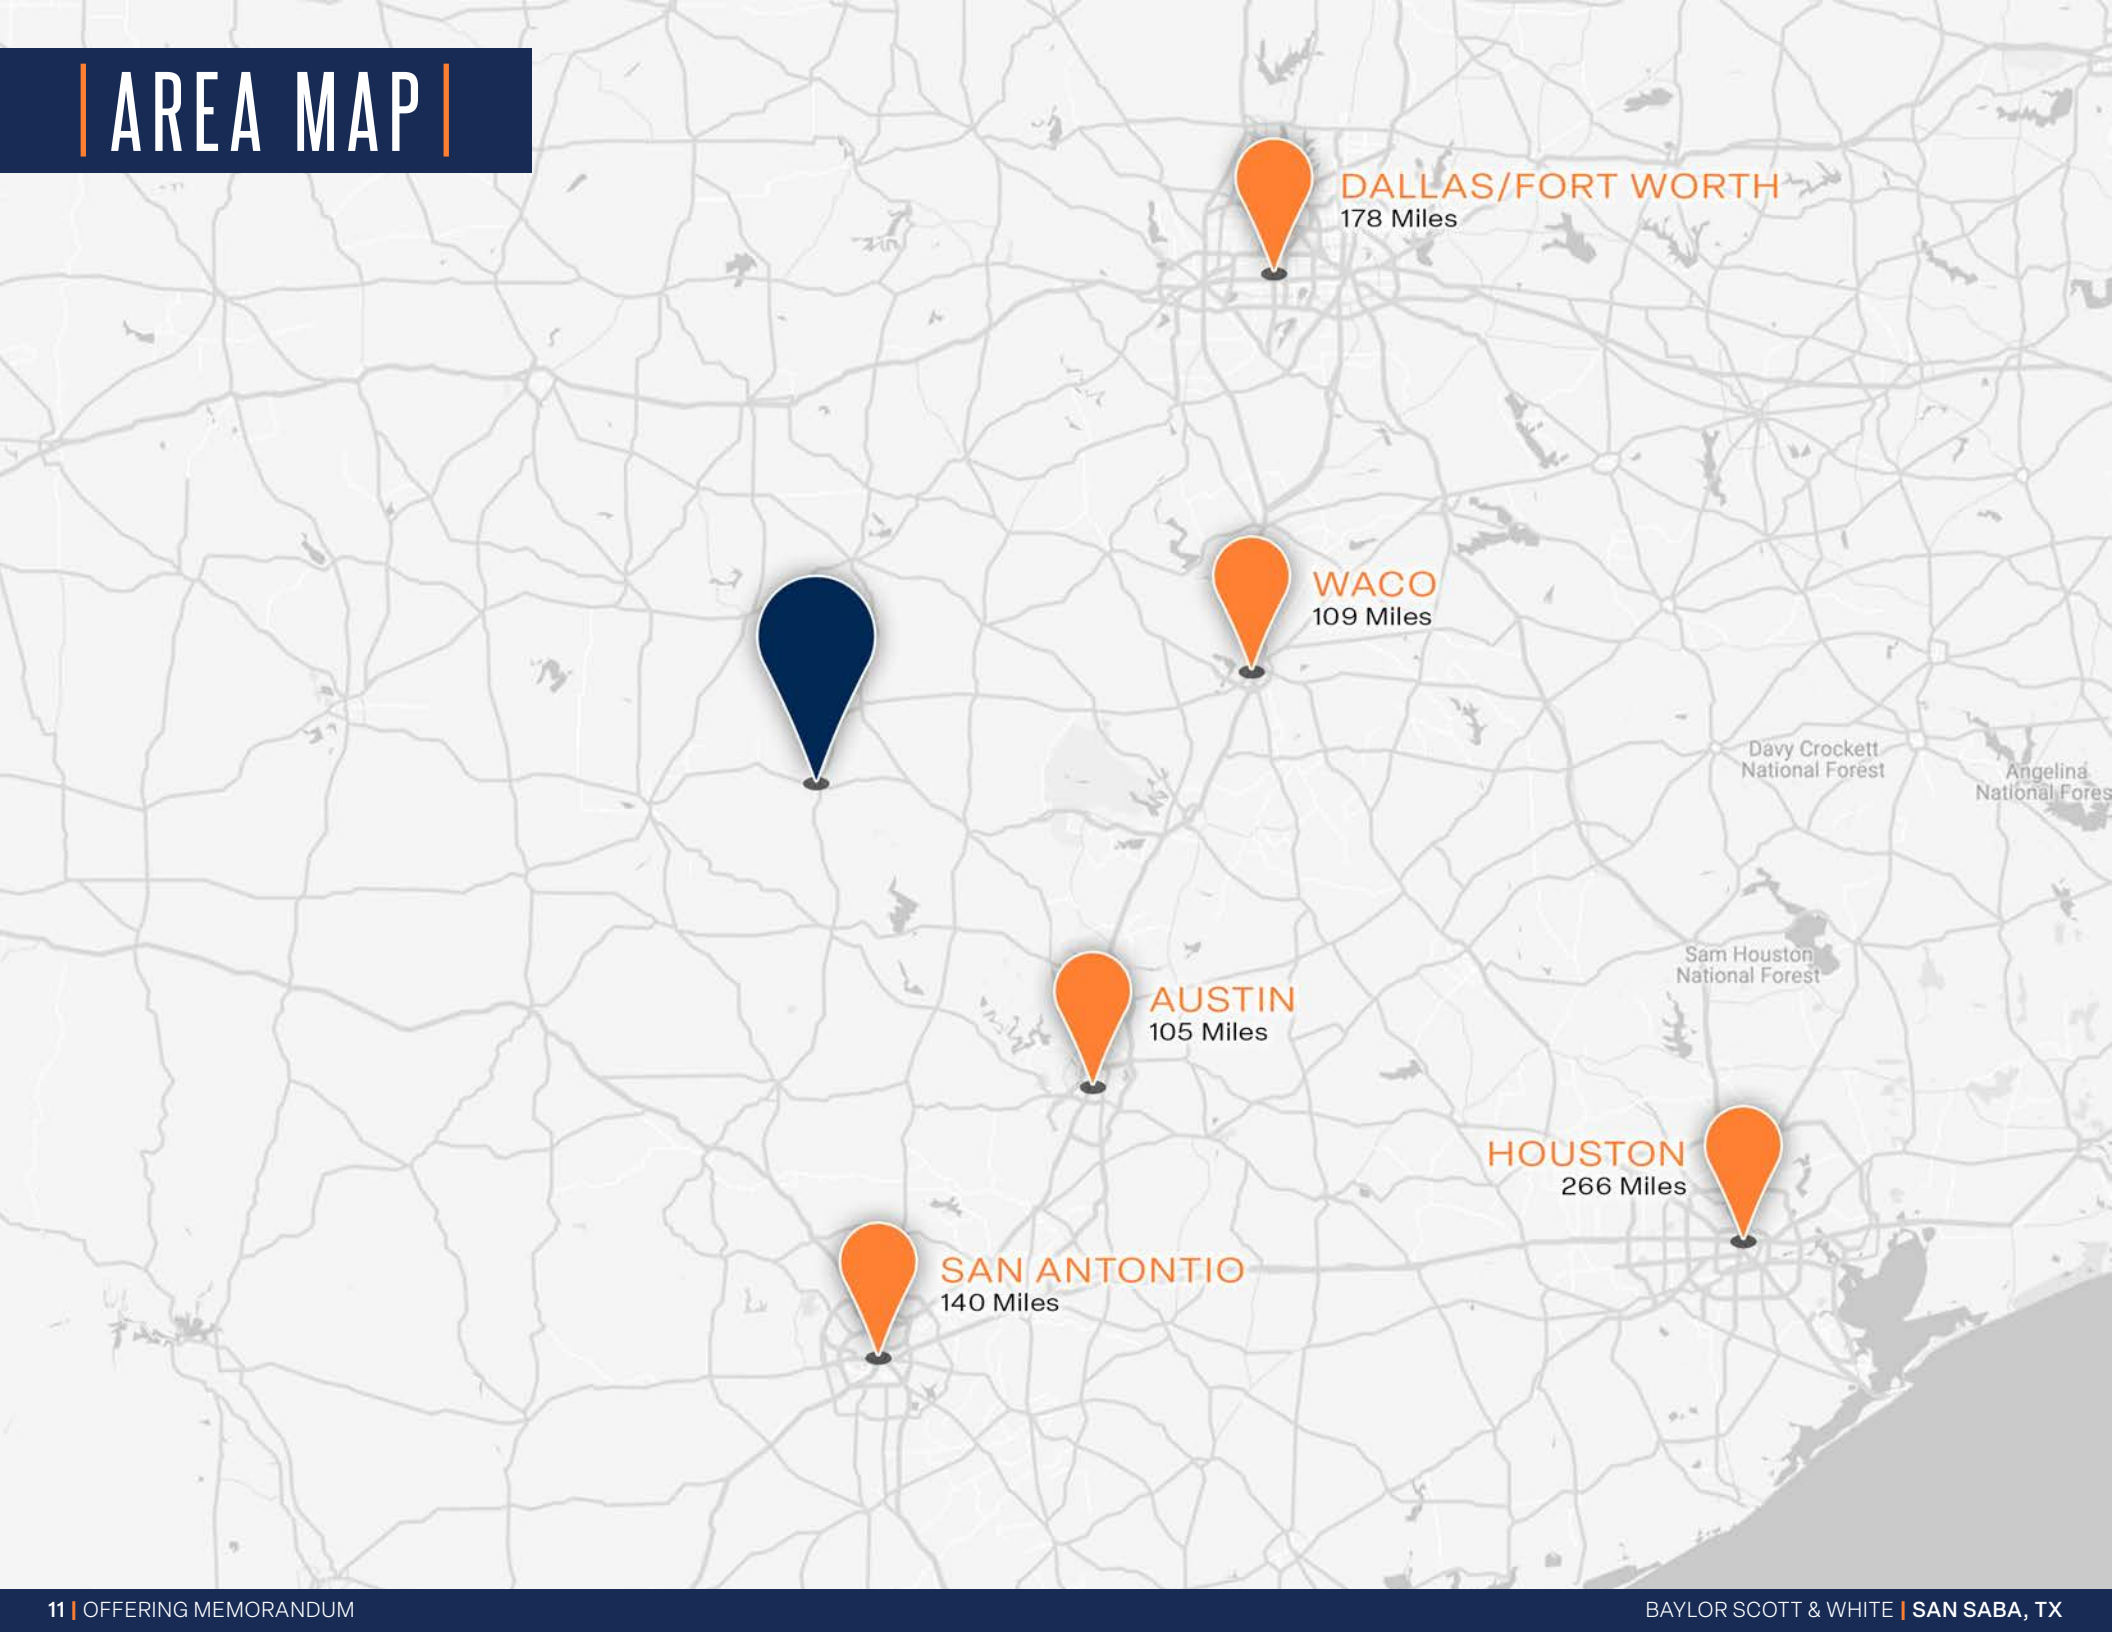 AREA MAP
DALLAS/FORT WORTH
178 Miles
WACO
109 Miles
Davy Crockett
National Forest
Angelina
National Fores
Sam Houston
National Forest
AUSTIN
105 Miles
HOUSTON
266 Miles
SAN ANTONTIO
140 Miles
11 | OFFERING MEMORANDUM
BAYLOR SCOTT & WHITE | SAN SABA, TX